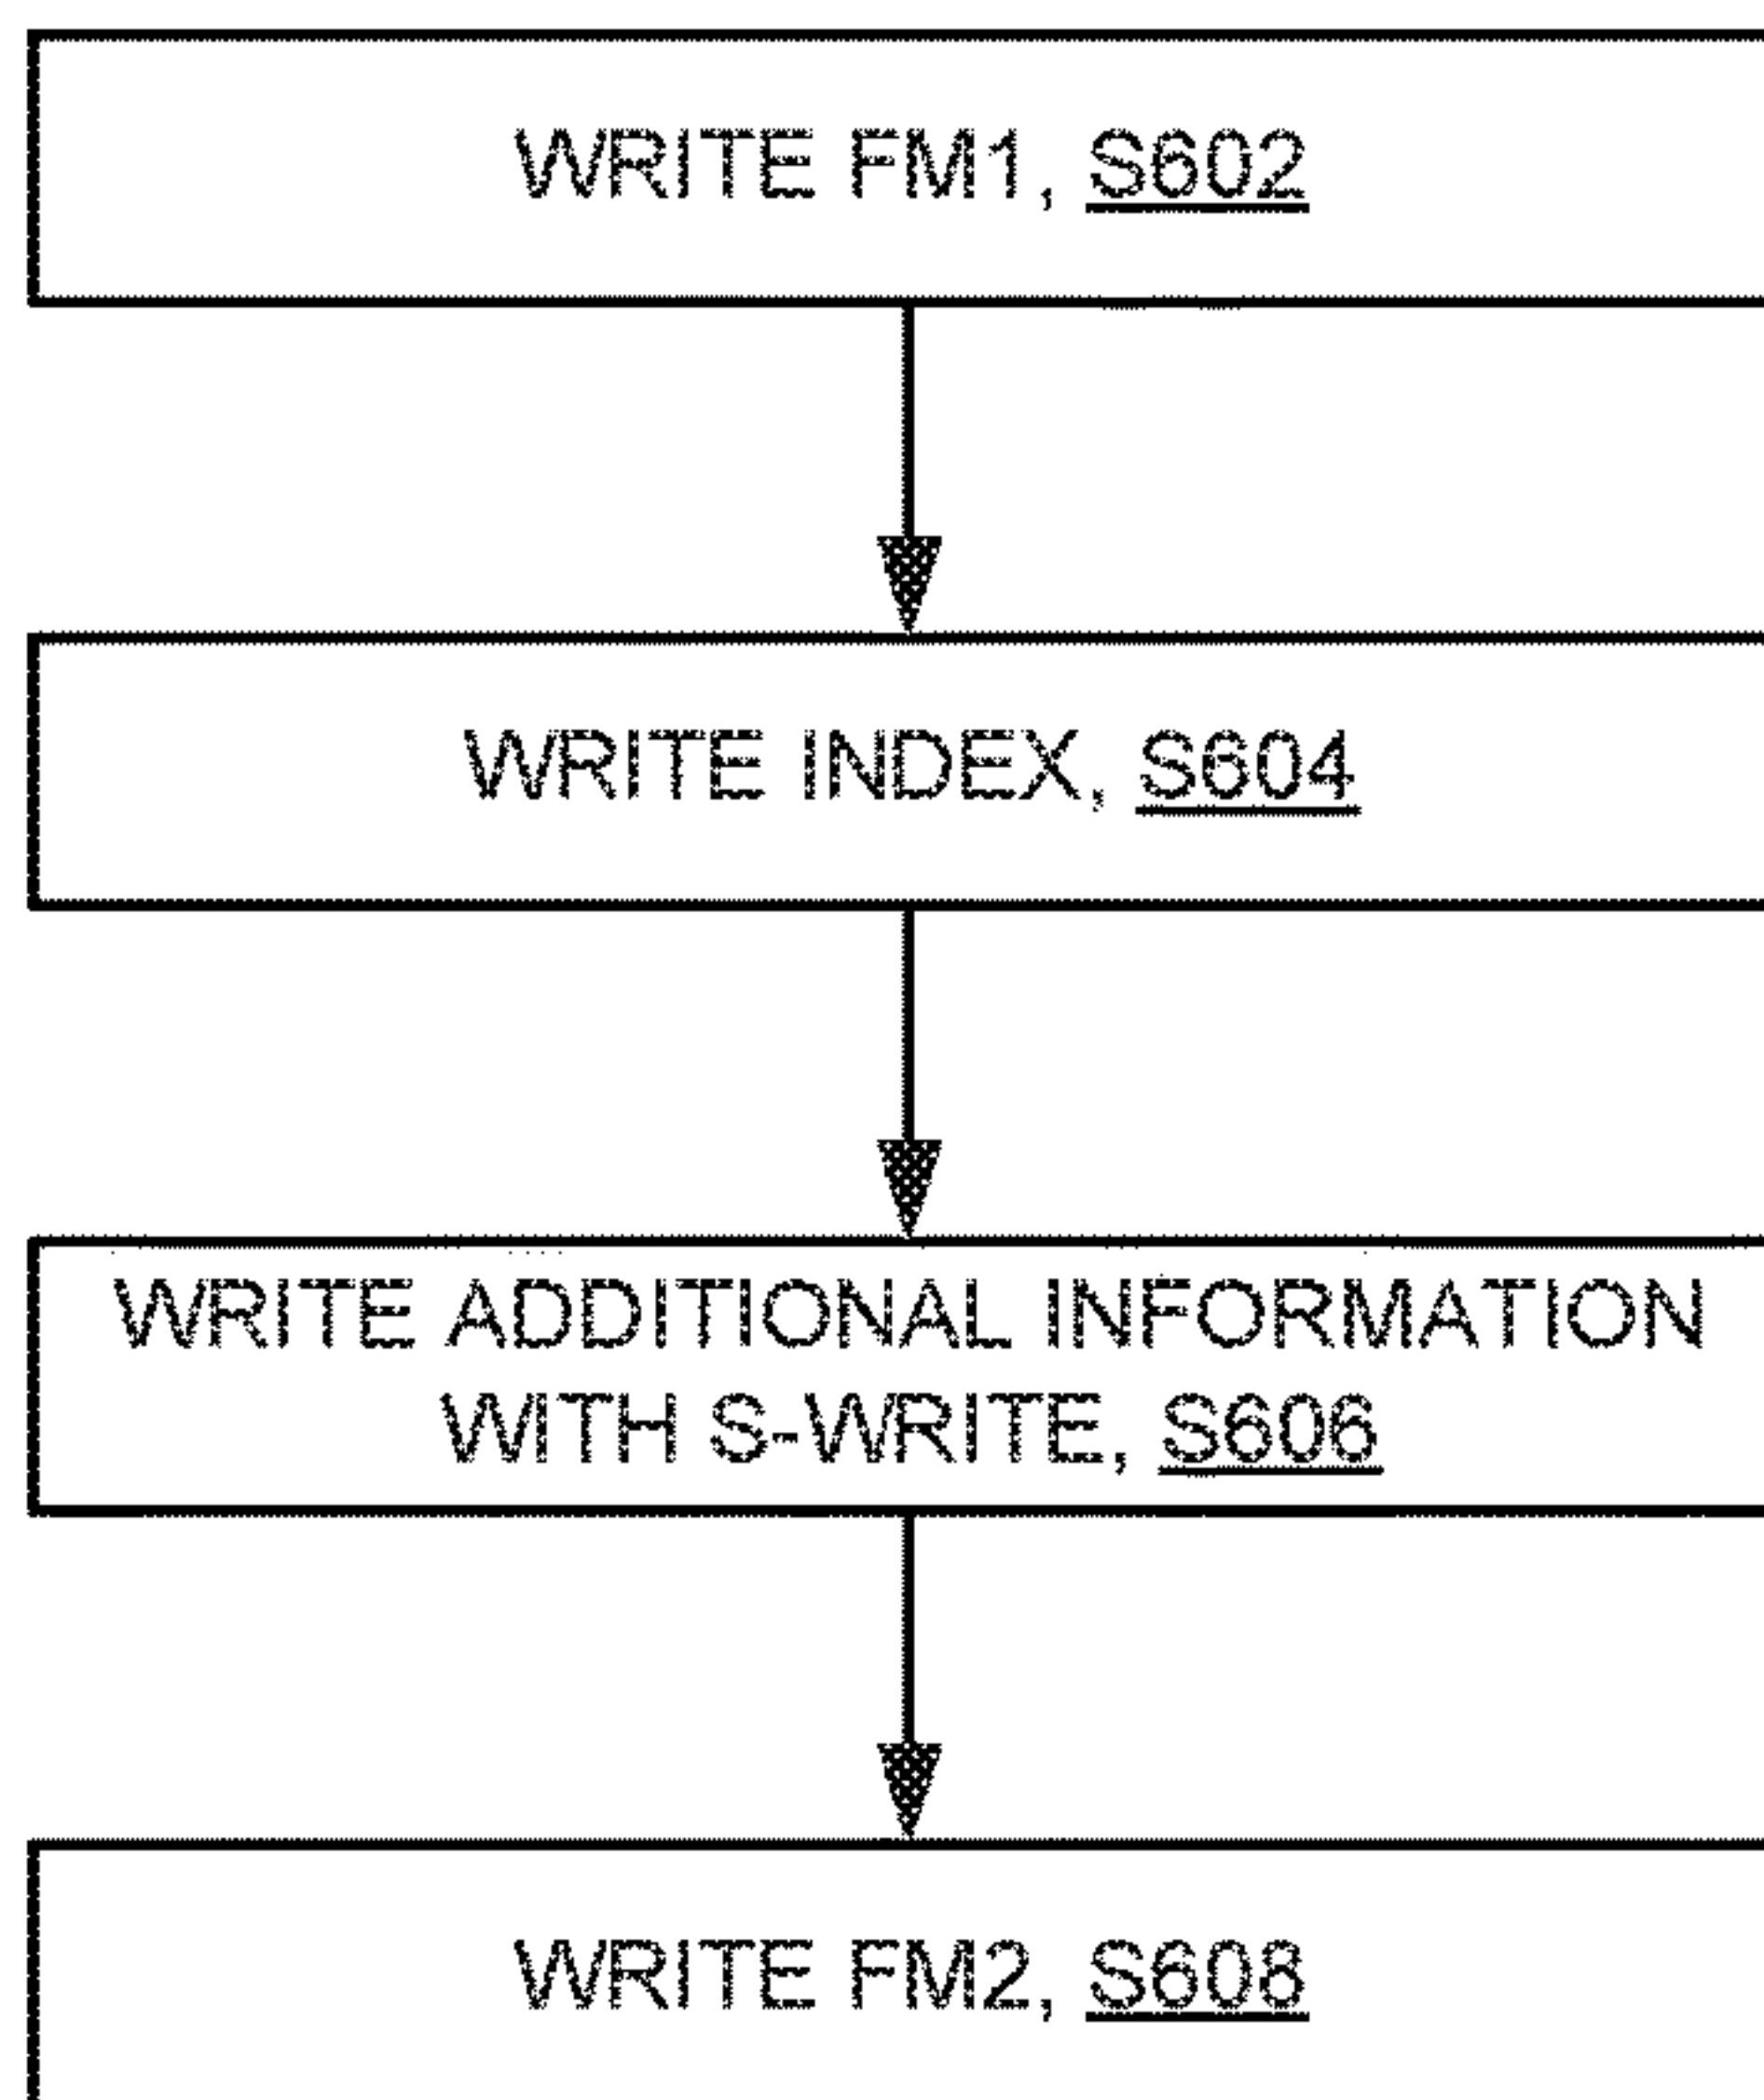 WRITE FM1, S602
WRITE INDEX, S604
WRITE ADDITIONAL INFORMATION
WITH S-WRITE, S606
WRITE FM2, S608